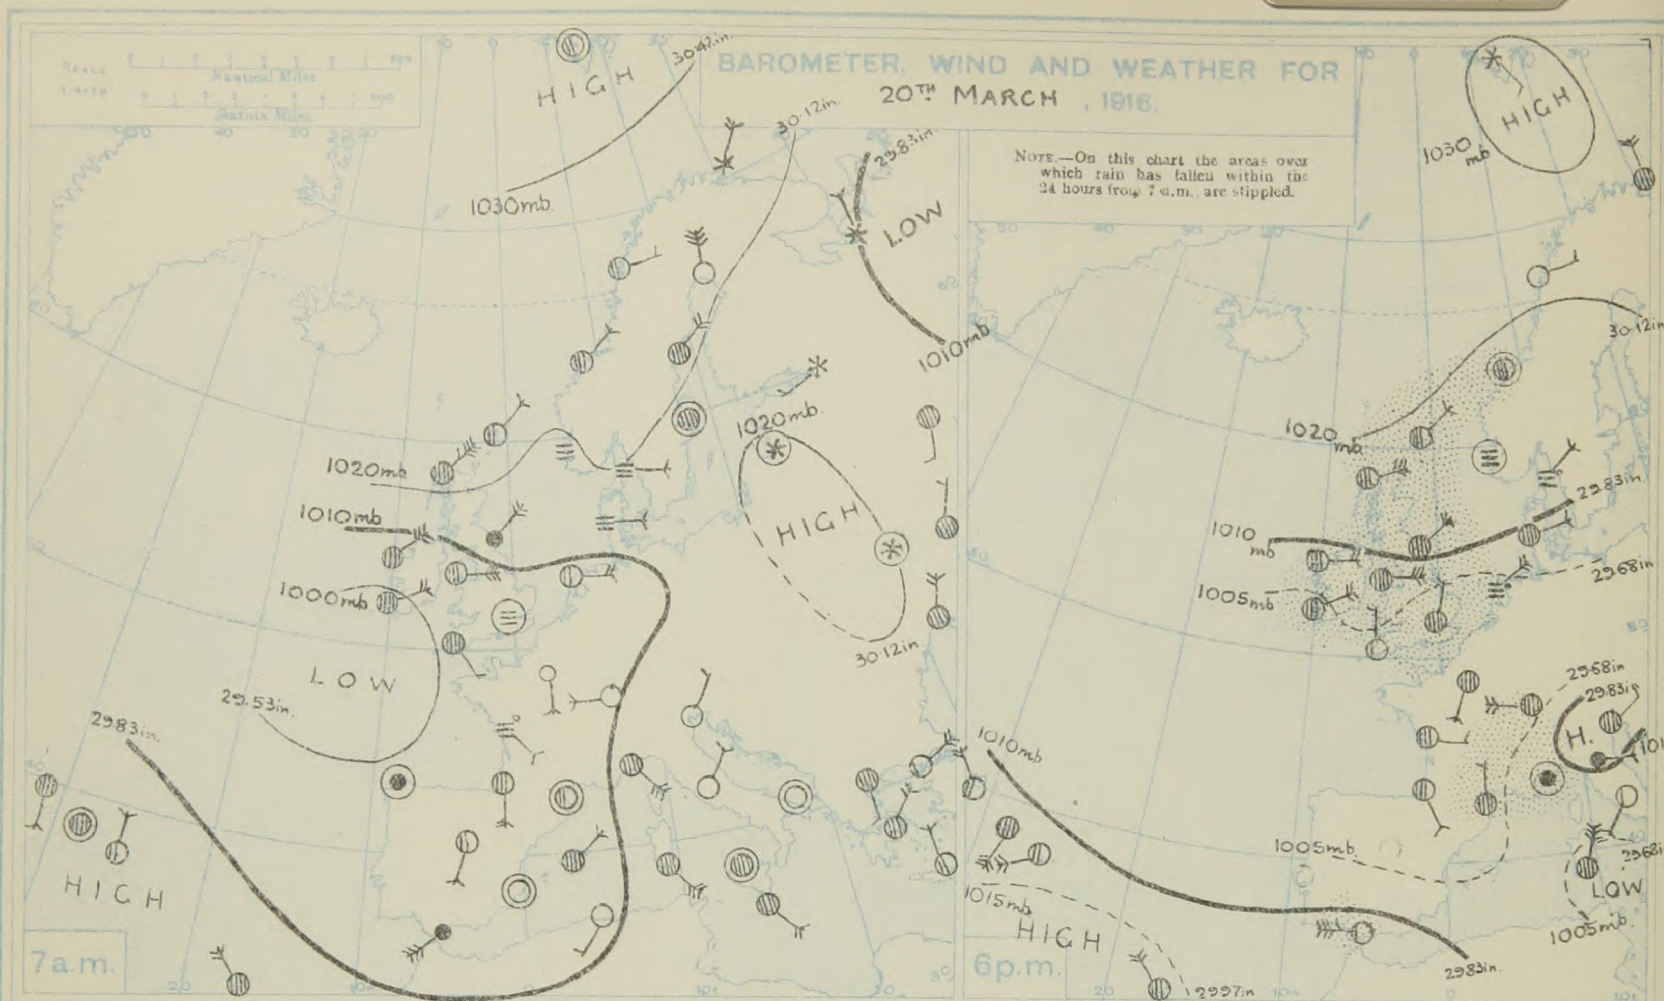 Nautical Miles
Statute Miles
BAROMETER, WIND AND WEATHER FOR
20TH MARCH , 1916.
NOTE.—On this chart the areas over
which rain has fallen within the
24 hours from 7 a.m., are stippled.
HIGH
30·42in.
1030mb.
30·12in.
29.83in.
LOW
1010mb
1020mb.
HIGH
30·12in.
1020mb
1010mb
1000mb
LOW
29.53in.
29.83in.
HIGH
7a.m.
HIGH
1030
mb
30·12in
1020
mb
29.83in
1010
mb
29.68in
1005mb
29.68in
29.83in
H.
1010mb
1005mb.
29.68in
LOW
1005mb.
1015mb.
HIGH
29.83in.
29.97in
6p.m.